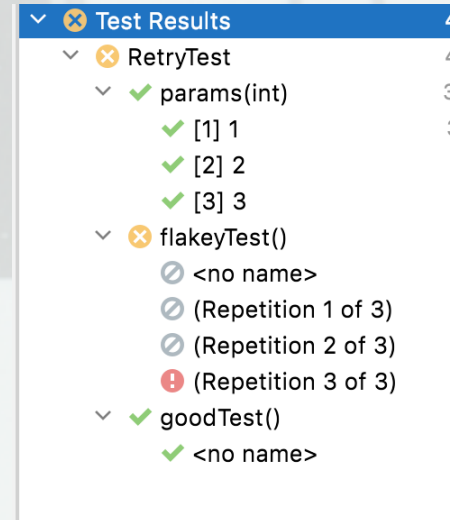 Test Results
RetryTest
params(int)
[1] 1
[2] 2
[3] 3
flakeyTest()
<no name>
(Repetition 1 of 3)
(Repetition 2 of 3)
(Repetition 3 of 3)
goodTest()
<no name>